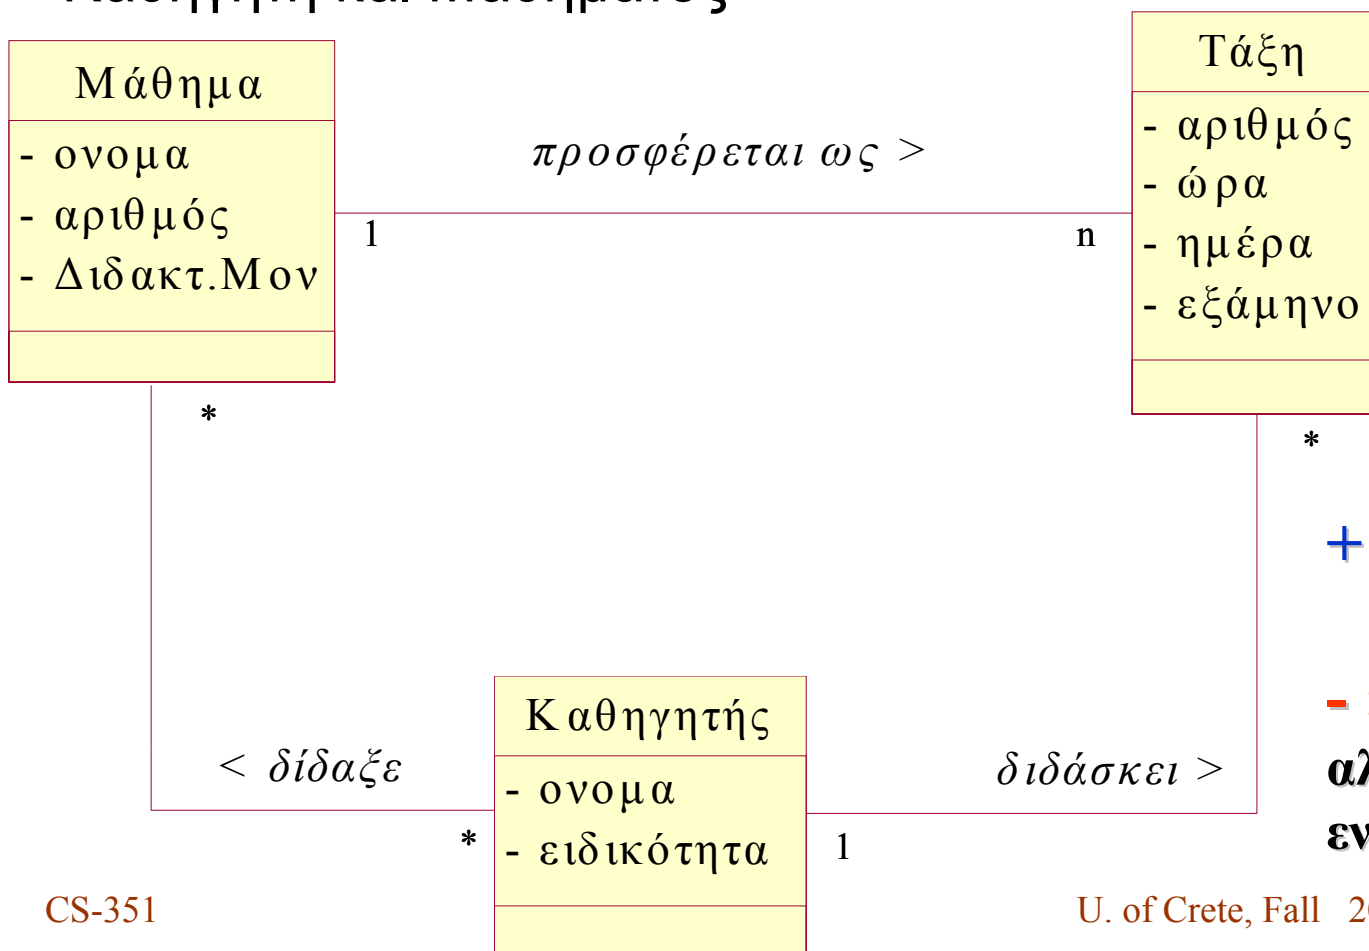 Μάθημα
- ονομα
- αριθμός
- Διδακτ.Μον
προσφέρεται ως >
1
n
Τάξη
- αριθμός
- ώρα
- ημέρα
- εξάμηνο
*
*
+
-
< δίδαξε
*
Καθηγητής
- ονομα
- ειδικότητα
διδάσκει >
1
CS-351
U. of Crete, Fall